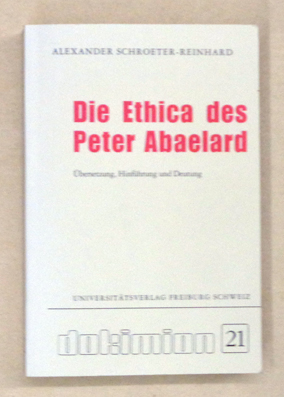 ALEXANDER SCHROETER-REINHARD
Die Ethica des
Peter Abaelard
Übersetzung, Hinführung und Deutung
UNIVERSITÄTSVERLAG FREIBURG SCHWEIZ
dokimion 21